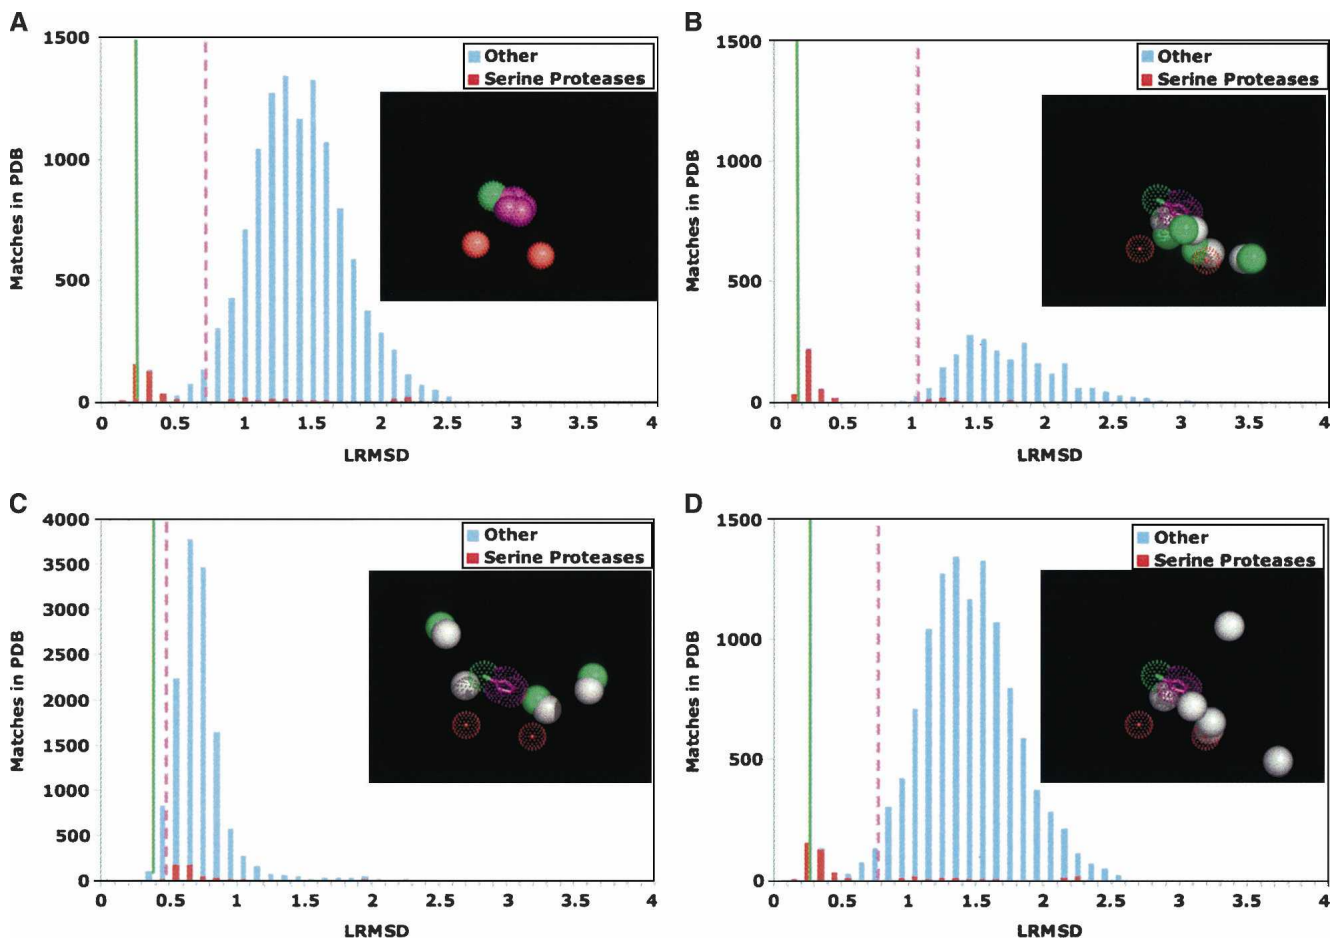 A
1500
1000
500
0
Matches in PDB
Other
Serine Proteases
0 0.5 1 1.5 2 2.5 3 3.5 4
LRMSD
B
1500
1000
500
0
Matches in PDB
Other
Serine Proteases
0 0.5 1 1.5 2 2.5 3 3.5 4
LRMSD
C
4000
3500
3000
2500
2000
1500
1000
500
0
Matches in PDB
Other
Serine Proteases
0 0.5 1 1.5 2 2.5 3 3.5 4
LRMSD
D
1500
1000
500
0
Matches in PDB
Other
Serine Proteases
0 0.5 1 1.5 2 2.5 3 3.5 4
LRMSD